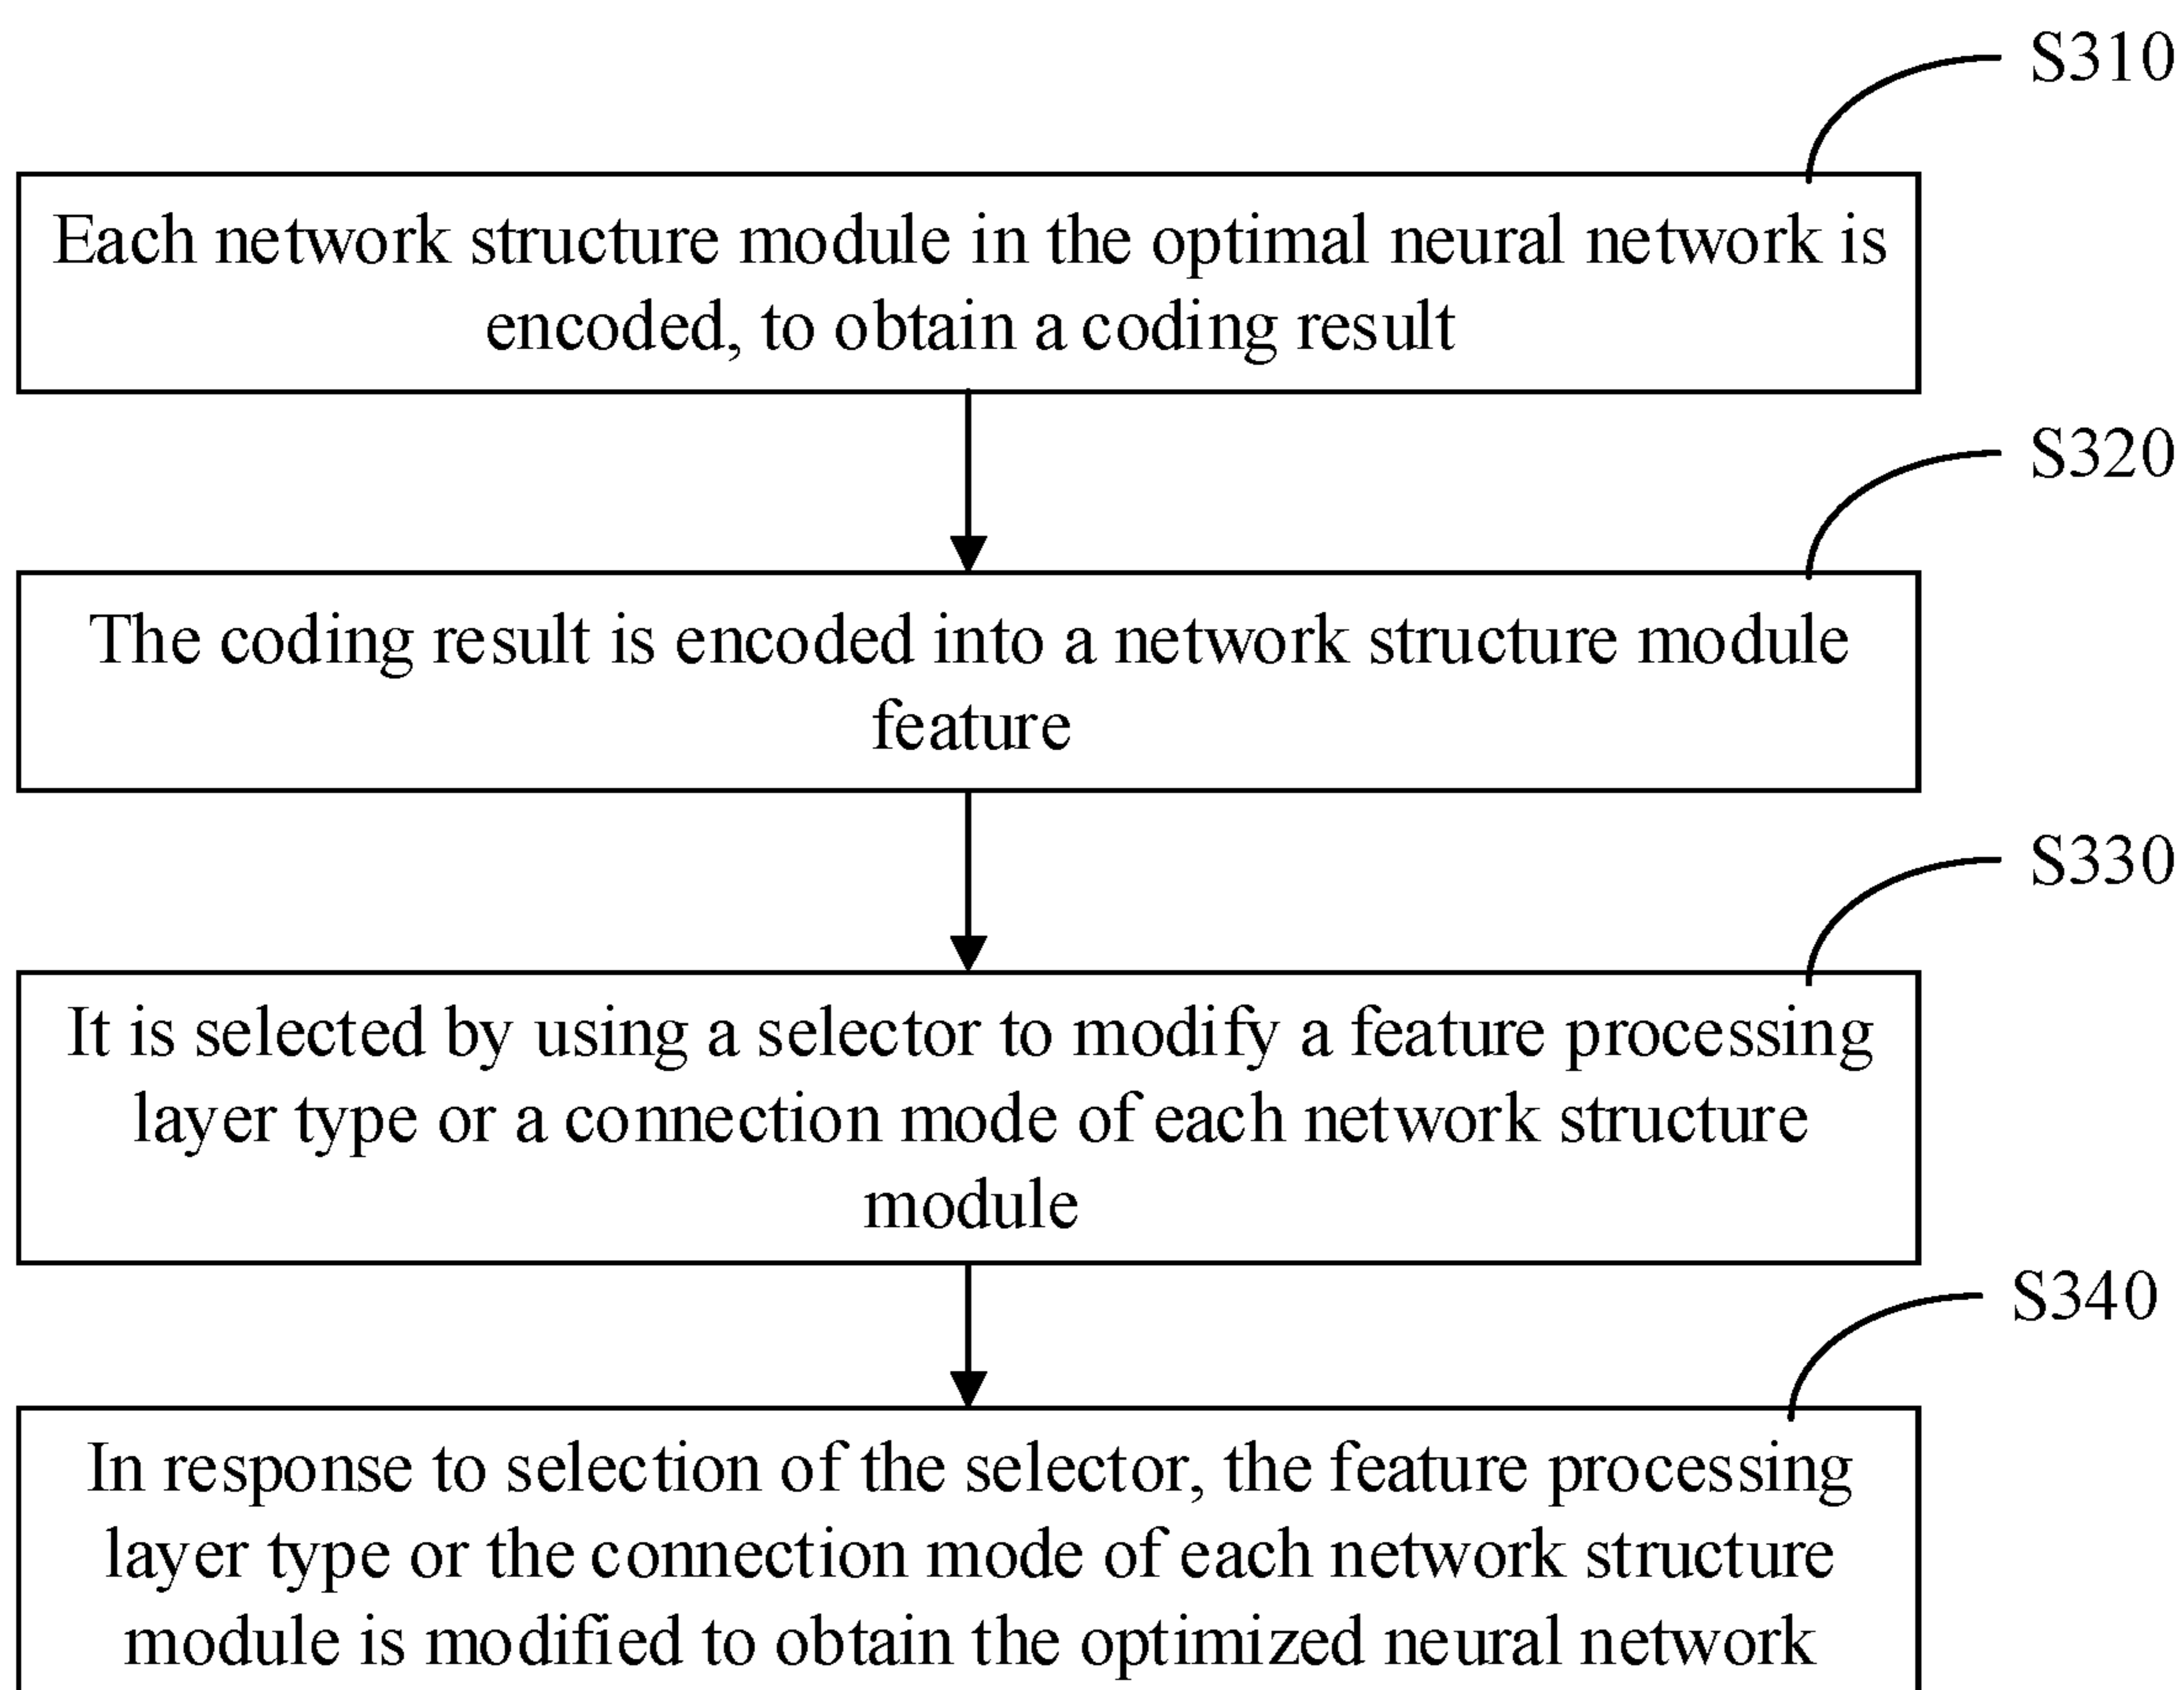 S310
Each network structure module in the optimal neural network is
encoded, to obtain a coding result
S320
The coding result is encoded into a network structure module
feature
S330
It is selected by using a selector to modify a feature processing
layer type or a connection mode of each network structure
module
S340
In response to selection of the selector, the feature processing
layer type or the connection mode of each network structure
module is modified to obtain the optimized neural network